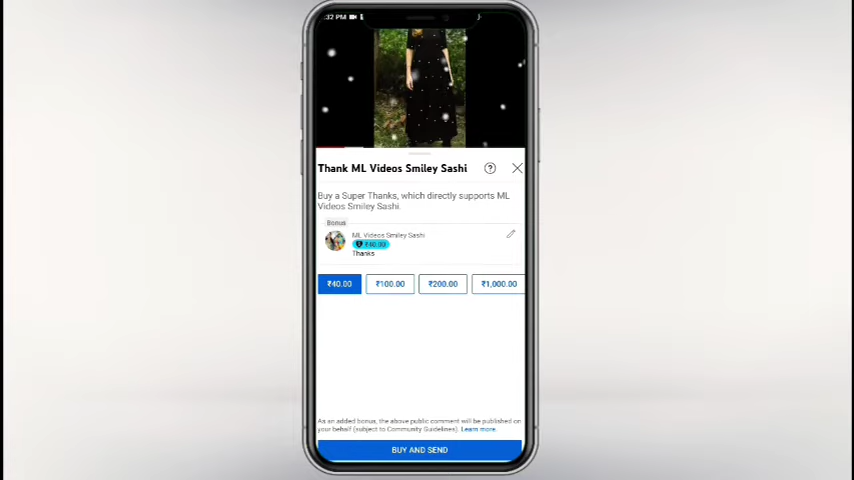 :32 PM
Thank ML Videos Smiley Sashi
Buy a Super Thanks, which directly supports ML
Videos Smiley Sashi.
Bonus
ML Videos Smiley Sashi
₹40.00
Thanks
₹40.00 ₹100.00 ₹200.00 ₹1,000.00
As an added bonus, the above public comment will be published on
your behalf (subject to Community Guidelines). Learn more.
BUY AND SEND